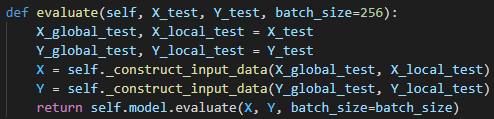 def evaluate(self, X_test, Y_test, batch_size=256):
    X_global_test, X_local_test = X_test
    Y_global_test, Y_local_test = Y_test
    X = self._construct_input_data(X_global_test, X_local_test)
    Y = self._construct_input_data(Y_global_test, Y_local_test)
    return self.model.evaluate(X, Y, batch_size=batch_size)